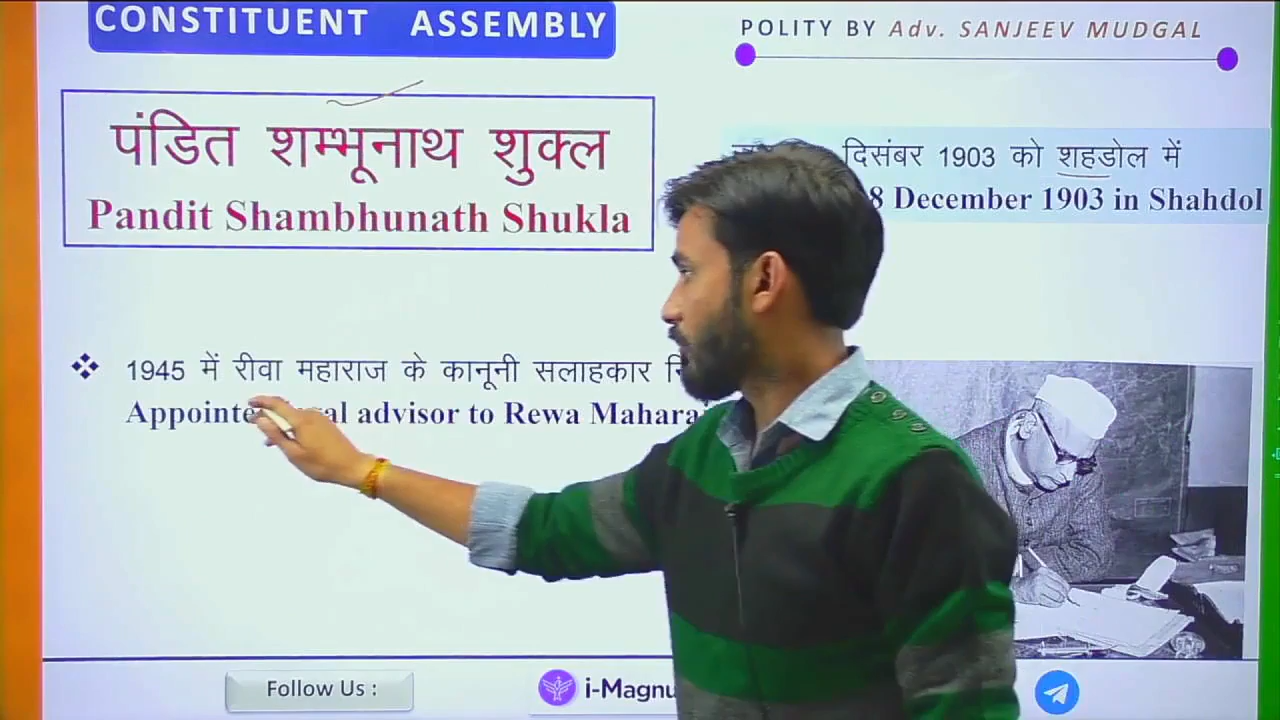 CONSTITUENT ASSEMBLY
POLITY BY Adv. SANJEEV MUDGAL
पंडित शम्भूनाथ शुक्ल
Pandit Shambhunath Shukla
दिसंबर 1903 को शहडोल में
8 December 1903 in Shahdol
1945 में रीवा महाराज के कानूनी सलाहकार
advisor to Rewa
Follow Us :